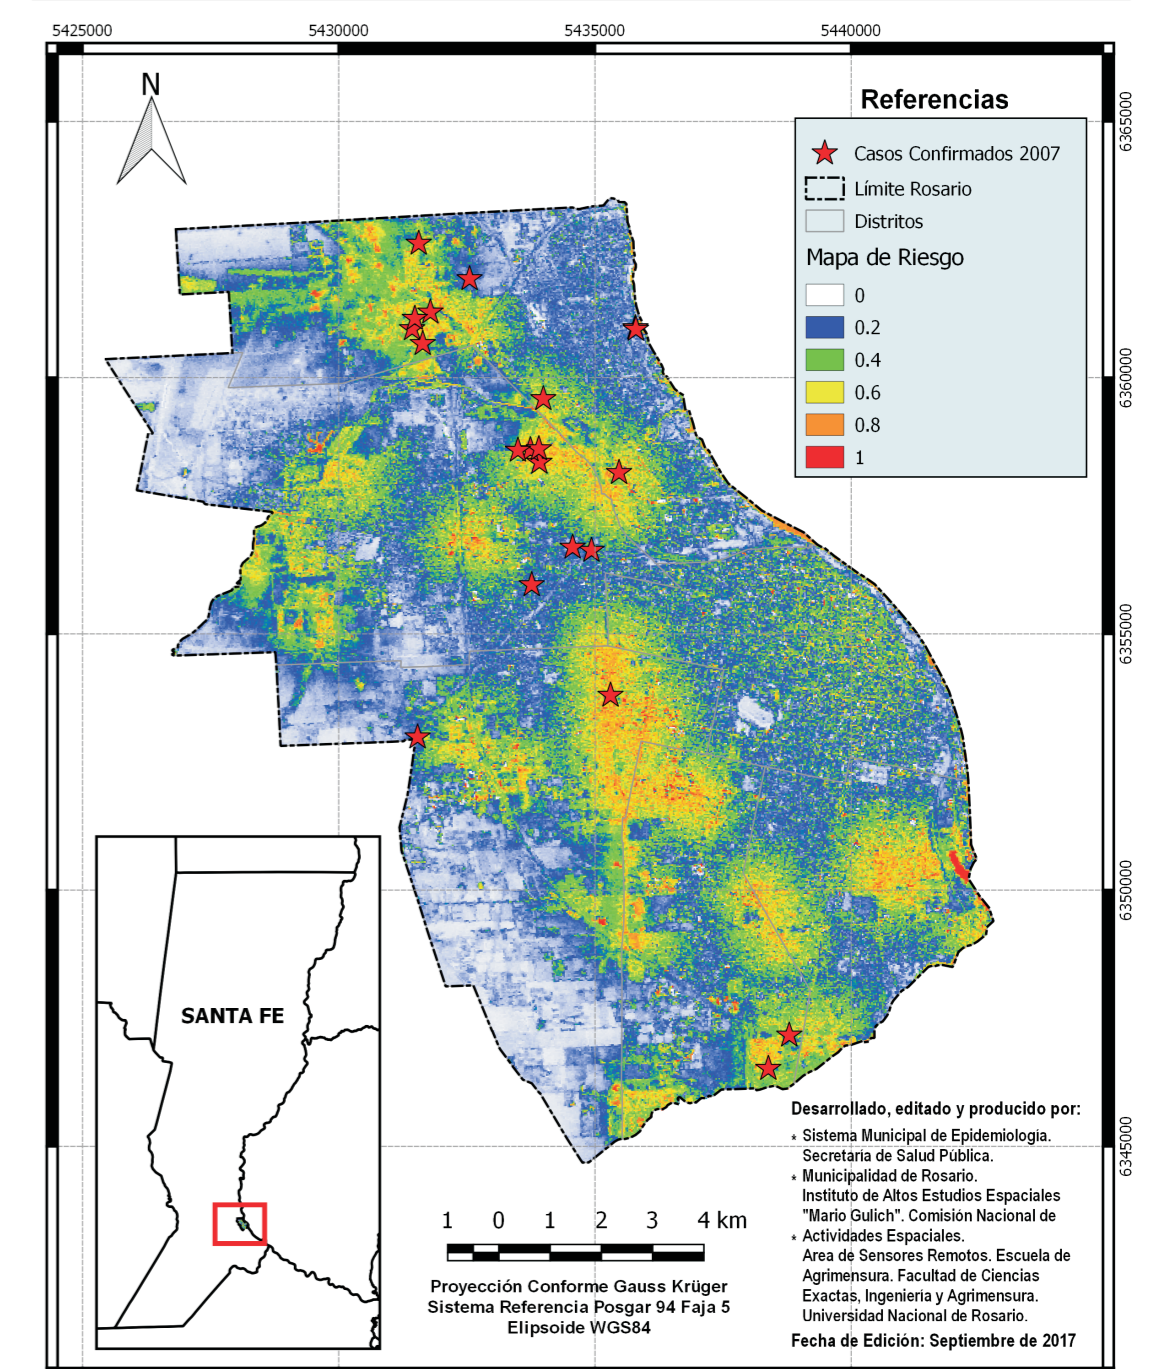 5425000
5430000
5435000
5440000
N
6365000
6360000
6355000
6350000
6345000
Referencias
Casos Confirmados 2007
Límite Rosario
Distritos
Mapa de Riesgo
0
0.2
0.4
0.6
0.8
1
SANTA FE
1 0 1 2 3 4 km
Proyección Conforme Gauss Krüger
Sistema Referencia Posgar 94 Faja 5
Elipsoide WGS84
Desarrollado, editado y producido por:
* Sistema Municipal de Epidemiología.
Secretaría de Salud Pública.
* Municipalidad de Rosario.
Instituto de Altos Estudios Espaciales
"Mario Gulich". Comisión Nacional de
* Actividades Espaciales.
Area de Sensores Remotos. Escuela de
Agrimensura. Facultad de Ciencias
Exactas, Ingeniería y Agrimensura.
Universidad Nacional de Rosario.
Fecha de Edición: Septiembre de 2017